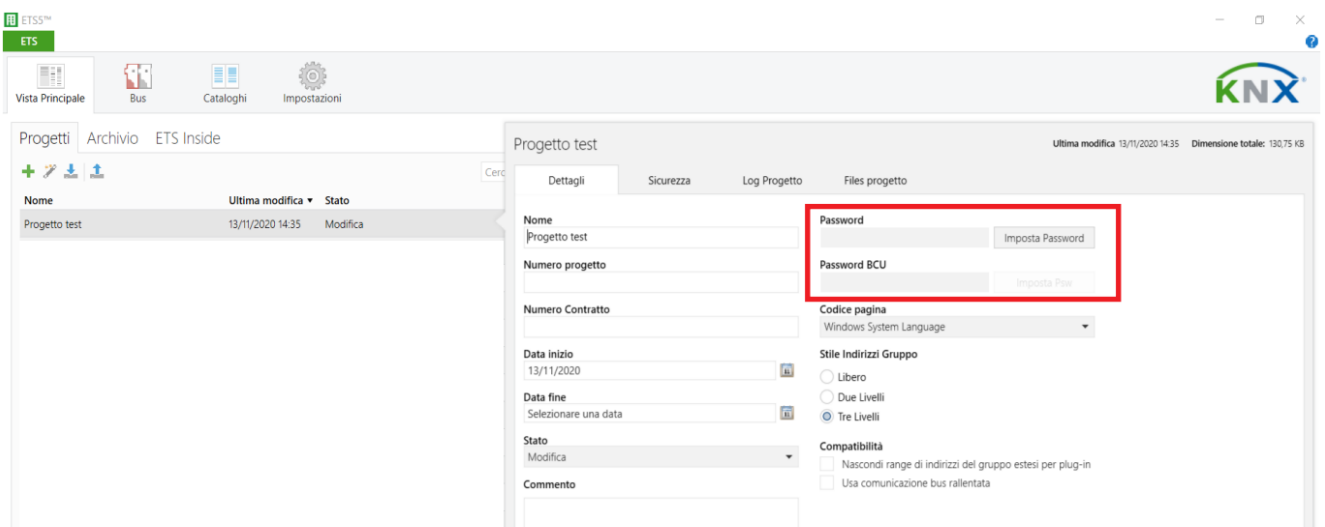 ETS5™
ETS
Vista Principale
Bus
Cataloghi
Impostazioni
KNX®
Progetti
Archivio
ETS Inside
Nome
Ultima modifica
Stato
Progetto test
13/11/2020 14:35
Modifica
Progetto test
Ultima modifica 13/11/2020 14:35
Dimensione totale: 130,75 KB
Dettagli
Sicurezza
Log Progetto
Files progetto
Nome
Progetto test
Numero progetto
Numero Contratto
Data inizio
13/11/2020
Data fine
Selezionare una data
Stato
Modifica
Commento
Password
Imposta Password
Password BCU
Imposta Psw
Codice pagina
Windows System Language
Stile Indirizzi Gruppo
Libero
Due Livelli
Tre Livelli
Compatibilità
Nascondi range di indirizzi del gruppo estesi per plug-in
Usa comunicazione bus rallentata